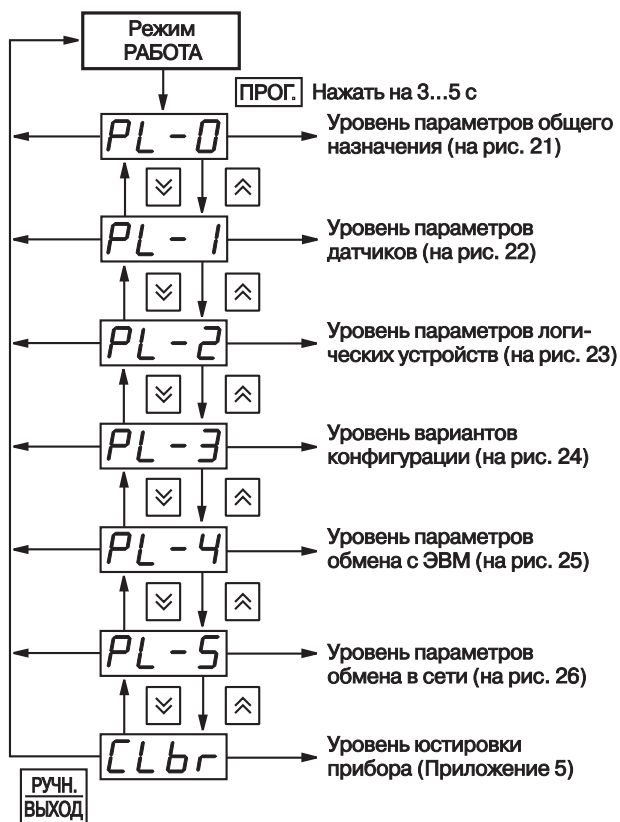 Режим
РАБОТА
ПРОГ. Нажать на 3...5 с
PL-0
Уровень параметров общего
назначения (на рис. 21)
PL-1
Уровень параметров
датчиков (на рис. 22)
PL-2
Уровень параметров логи-
ческих устройств (на рис. 23)
PL-3
Уровень вариантов
конфигурации (на рис. 24)
PL-4
Уровень параметров
обмена с ЭВМ (на рис. 25)
PL-5
Уровень параметров
обмена в сети (на рис. 26)
CLbr
Уровень юстировки
прибора (Приложение 5)
РУЧН.
ВЫХОД